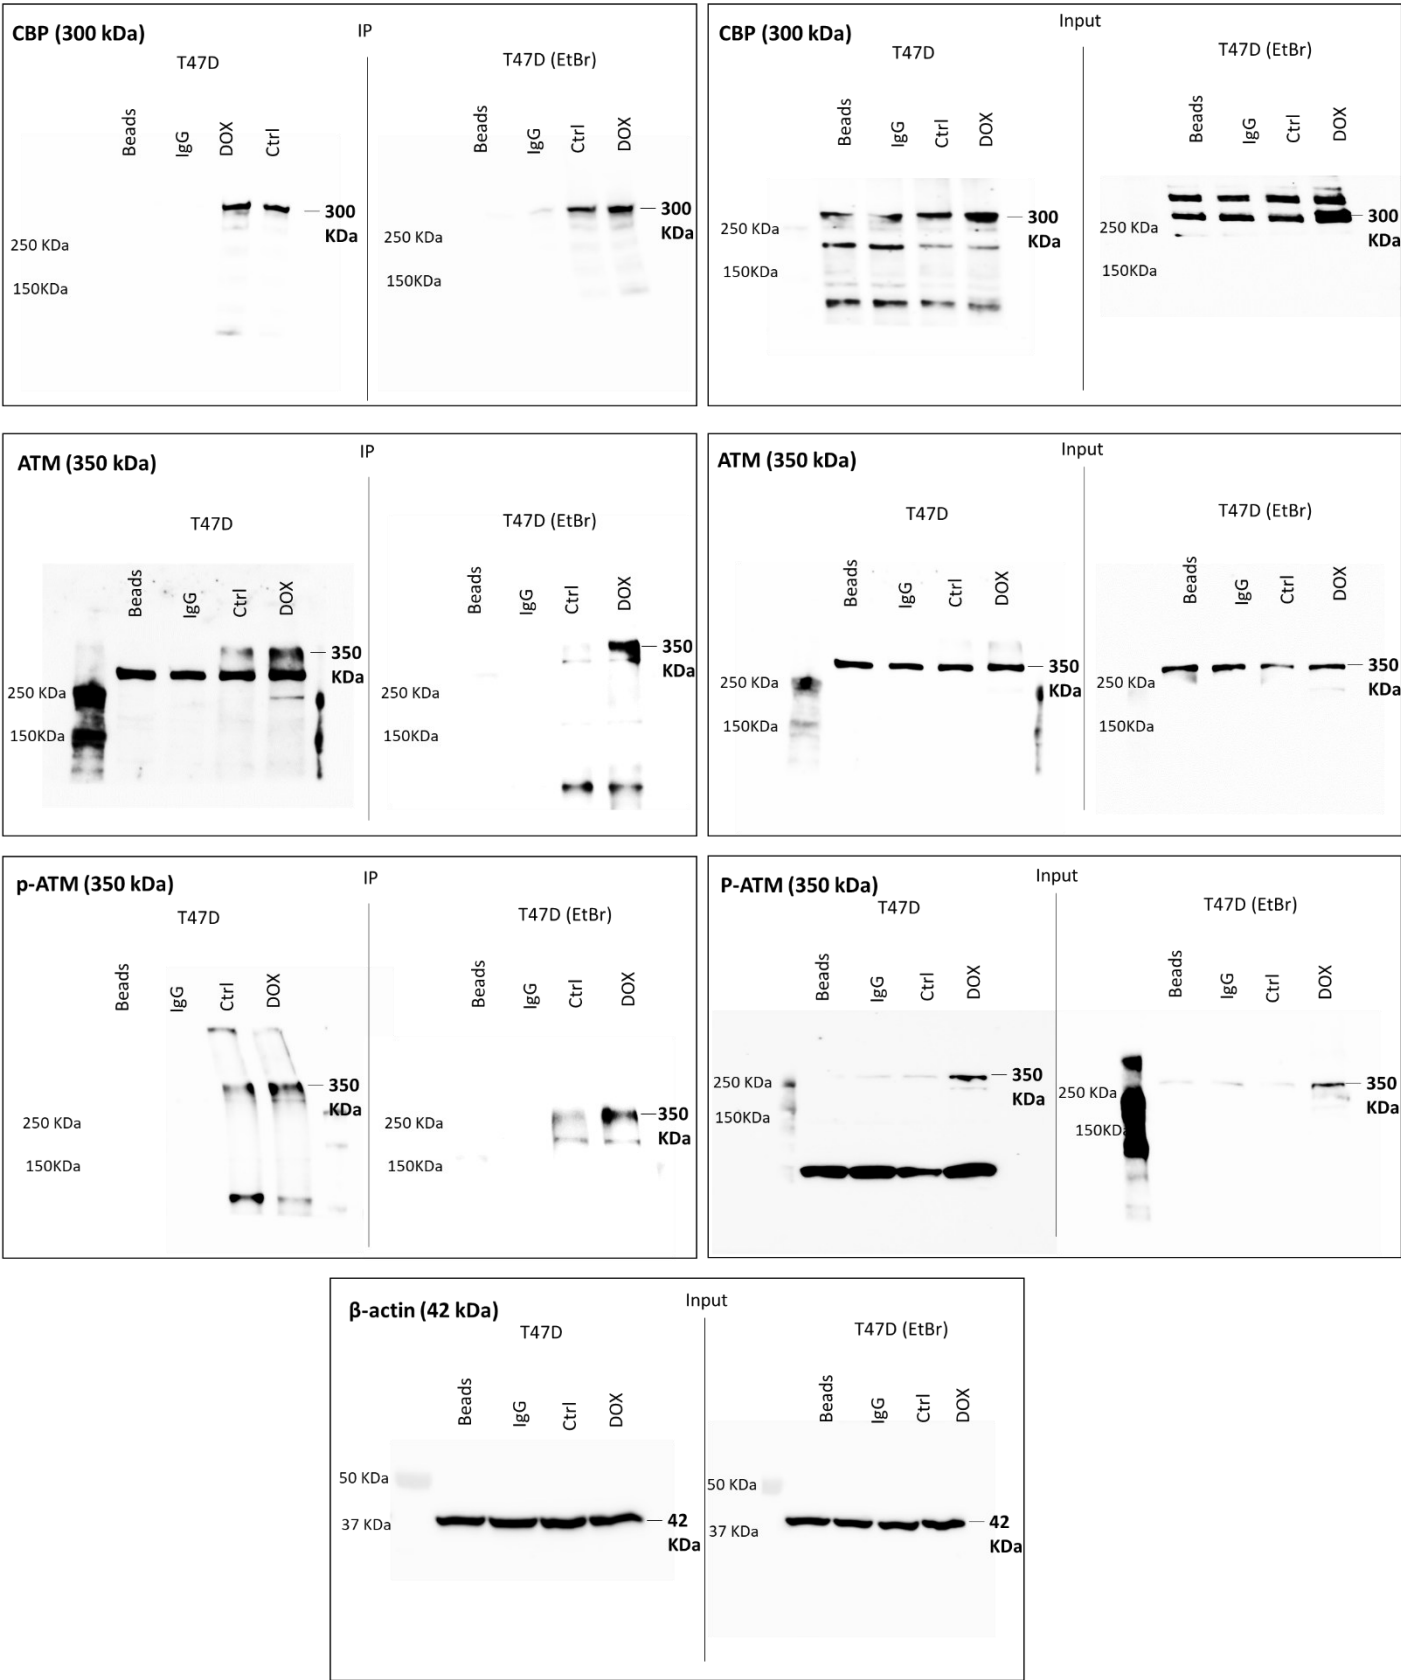 CBP (300 kDa)
IP
T47D
T47D (EtBr)
Beads
IgG
DOX
Ctrl
Beads
IgG
Ctrl
DOX
300
KDa
250 KDa
150KDa
300
KDa
250 KDa
150KDa
CBP (300 kDa)
Input
T47D
T47D (EtBr)
Beads
IgG
Ctrl
DOX
Beads
IgG
Ctrl
DOX
300
KDa
250 KDa
150KDa
300
KDa
250 KDa
150KDa
ATM (350 kDa)
IP
T47D
T47D (EtBr)
Beads
IgG
Ctrl
DOX
Beads
IgG
Ctrl
DOX
350
KDa
250 KDa
150KDa
350
KDa
250 KDa
150KDa
ATM (350 kDa)
Input
T47D
T47D (EtBr)
Beads
IgG
Ctrl
DOX
Beads
IgG
Ctrl
DOX
350
KDa
250 KDa
150KDa
350
KDa
250 KDa
150KDa
p-ATM (350 kDa)
IP
T47D
T47D (EtBr)
Beads
IgG
Ctrl
DOX
Beads
IgG
Ctrl
DOX
350
KDa
250 KDa
150KDa
350
KDa
250 KDa
150KDa
P-ATM (350 kDa)
Input
T47D
T47D (EtBr)
Beads
IgG
Ctrl
DOX
Beads
IgG
Ctrl
DOX
350
KDa
250 KDa
150KDa
350
KDa
250 KDa
150KDa
β-actin (42 kDa)
Input
T47D
T47D (EtBr)
Beads
IgG
Ctrl
DOX
Beads
IgG
Ctrl
DOX
50 KDa
37 KDa
42
KDa
50 KDa
37 KDa
42
KDa